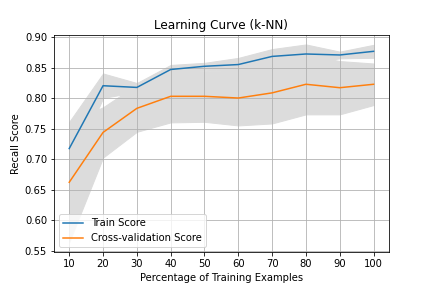 Learning Curve (k-NN)
0.90
0.85
0.80
0.75
0.70
0.65
0.60
0.55
Recall Score
Train Score
Cross-validation Score
10 20 30 40 50 60 70 80 90 100
Percentage of Training Examples